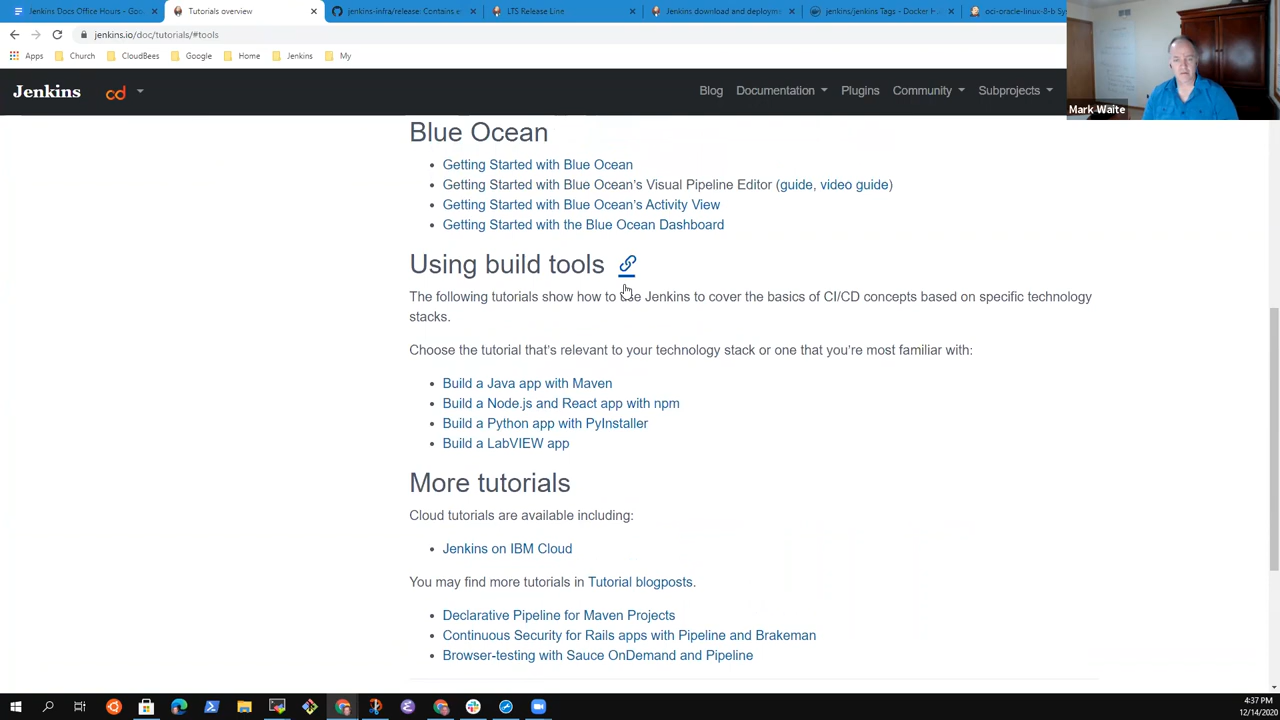 Jenkins Docs Office Hours - Goo
Tutorials overview
jenkins-infra/release: Contains e
LTS Release Line
Jenkins download and deploym
jenkins/jenkins Tags - Docker H
oci-oracle-linux-8-b Sy
jenkins.io/doc/tutorials/#tools
Apps Church CloudBees Google Home Jenkins My
Jenkins cd Blog Documentation Plugins Community Subprojects
Mark Waite
Blue Ocean
Getting Started with Blue Ocean
Getting Started with Blue Ocean's Visual Pipeline Editor (guide, video guide)
Getting Started with Blue Ocean's Activity View
Getting Started with the Blue Ocean Dashboard
Using build tools
The following tutorials show how to use Jenkins to cover the basics of CI/CD concepts based on specific technology
stacks.
Choose the tutorial that's relevant to your technology stack or one that you're most familiar with:
Build a Java app with Maven
Build a Node.js and React app with npm
Build a Python app with PyInstaller
Build a LabVIEW app
More tutorials
Cloud tutorials are available including:
Jenkins on IBM Cloud
You may find more tutorials in Tutorial blogposts.
Declarative Pipeline for Maven Projects
Continuous Security for Rails apps with Pipeline and Brakeman
Browser-testing with Sauce OnDemand and Pipeline
4:37 PM
12/14/2020